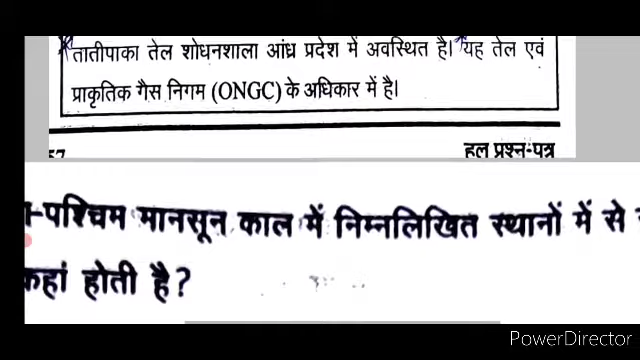 तातीपाका तेल शोधनशाला आंध्र प्रदेश में अवस्थित है। यह तेल एवं
प्राकृतिक गैस निगम (ONGC) के अधिकार में है।
हल प्रश्न-पत्र
-पश्चिम मानसून काल में निम्नलिखित स्थानों में से
कहां होती है?
PowerDirector